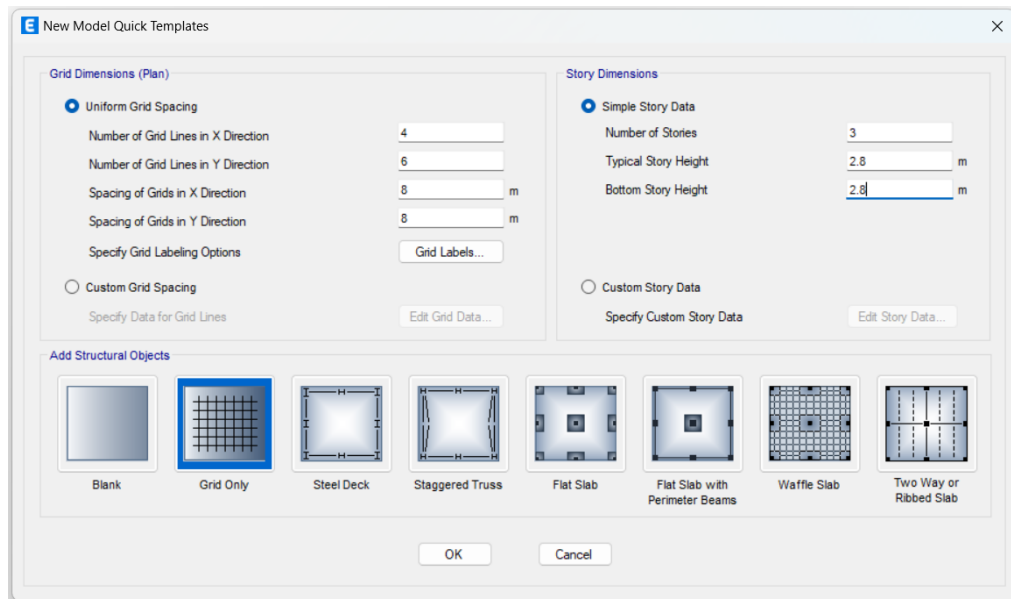 E New Model Quick Templates
Grid Dimensions (Plan)
Uniform Grid Spacing
Number of Grid Lines in X Direction 4
Number of Grid Lines in Y Direction 6
Spacing of Grids in X Direction 8 m
Spacing of Grids in Y Direction 8 m
Specify Grid Labeling Options Grid Labels...
Custom Grid Spacing
Specify Data for Grid Lines Edit Grid Data...
Story Dimensions
Simple Story Data
Number of Stories 3
Typical Story Height 2.8 m
Bottom Story Height 2.8 m
Custom Story Data
Specify Custom Story Data Edit Story Data...
Add Structural Objects
Blank
Grid Only
Steel Deck
Staggered Truss
Flat Slab
Flat Slab with
Perimeter Beams
Waffle Slab
Two Way or
Ribbed Slab
OK Cancel